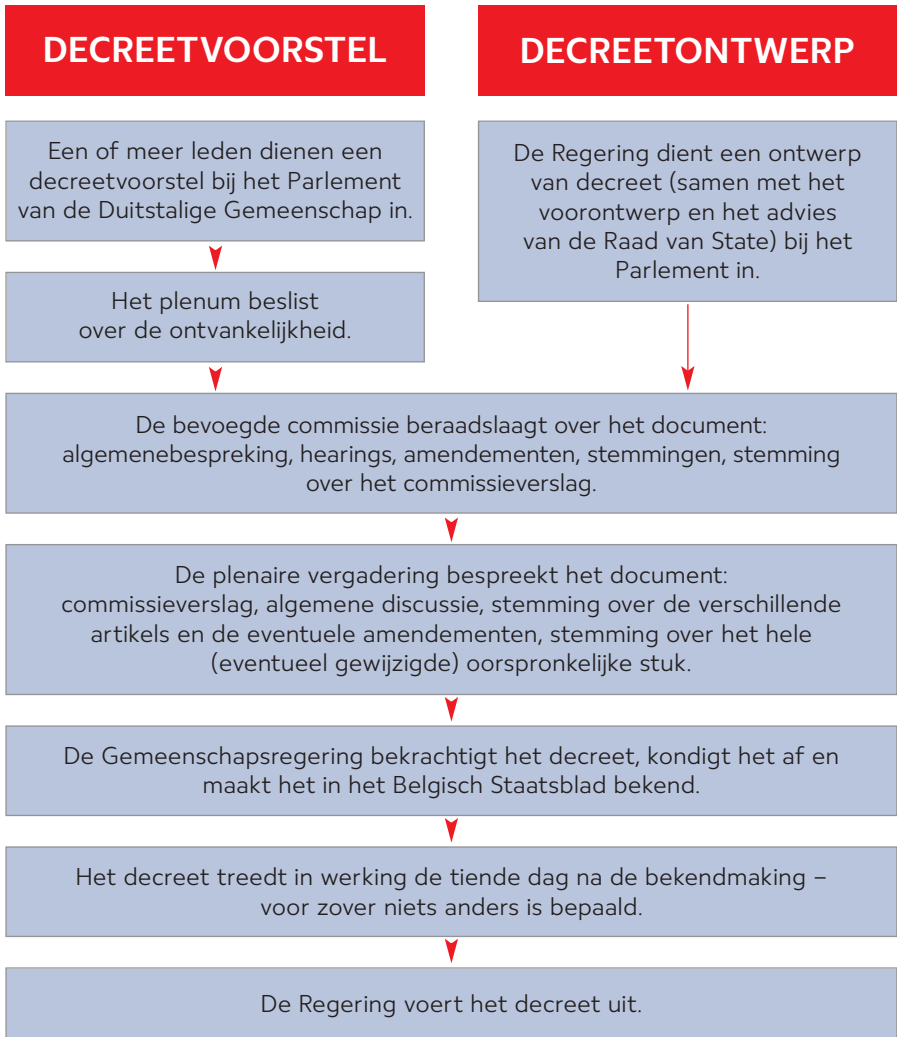 DECREETVOORSTEL
Een of meer leden dienen een
decreetvoorstel bij het Parlement
van de Duitstalige Gemeenschap in.
Het plenum beslist
over de ontvankelijkheid.
DECREETONTWERP
De Regering dient een ontwerp
van decreet (samen met het
voorontwerp en het advies
van de Raad van State) bij het
Parlement in.
De bevoegde commissie beraadslaagt over het document:
algemenebespreking, hearings, amendementen, stemmingen, stemming
over het commissieverslag.
De plenaire vergadering bespreekt het document:
commissieverslag, algemene discussie, stemming over de verschillende
artikels en de eventuele amendementen, stemming over het hele
(eventueel gewijzigde) oorspronkelijke stuk.
De Gemeenschapsregering bekrachtigt het decreet, kondigt het af en
maakt het in het Belgisch Staatsblad bekend.
Het decreet treedt in werking de tiende dag na de bekendmaking –
voor zover niets anders is bepaald.
De Regering voert het decreet uit.